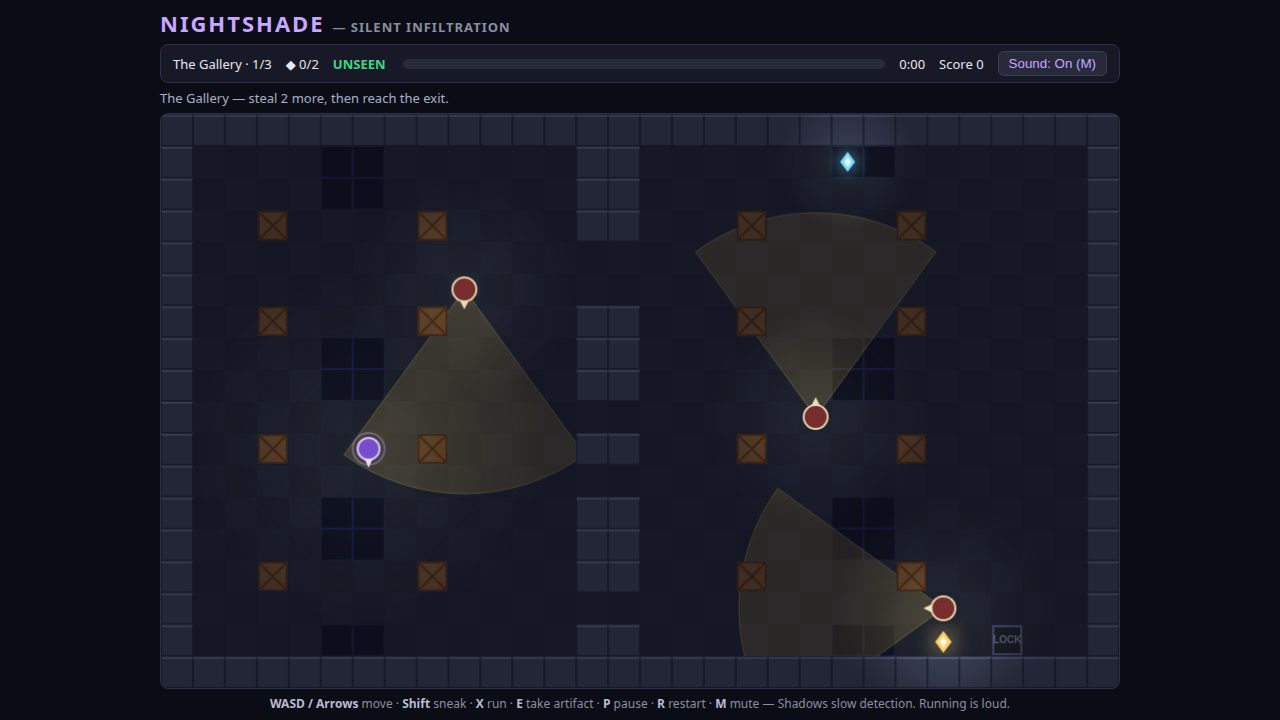 NIGHTSHADE — SILENT INFILTRATION
The Gallery · 1/3 ◆ 0/2 UNSEEN 0:00 Score 0 Sound: On (M)
The Gallery — steal 2 more, then reach the exit.
LOCK
WASD / Arrows move · Shift sneak · X run · E take artifact · P pause · R restart · M mute — Shadows slow detection. Running is loud.